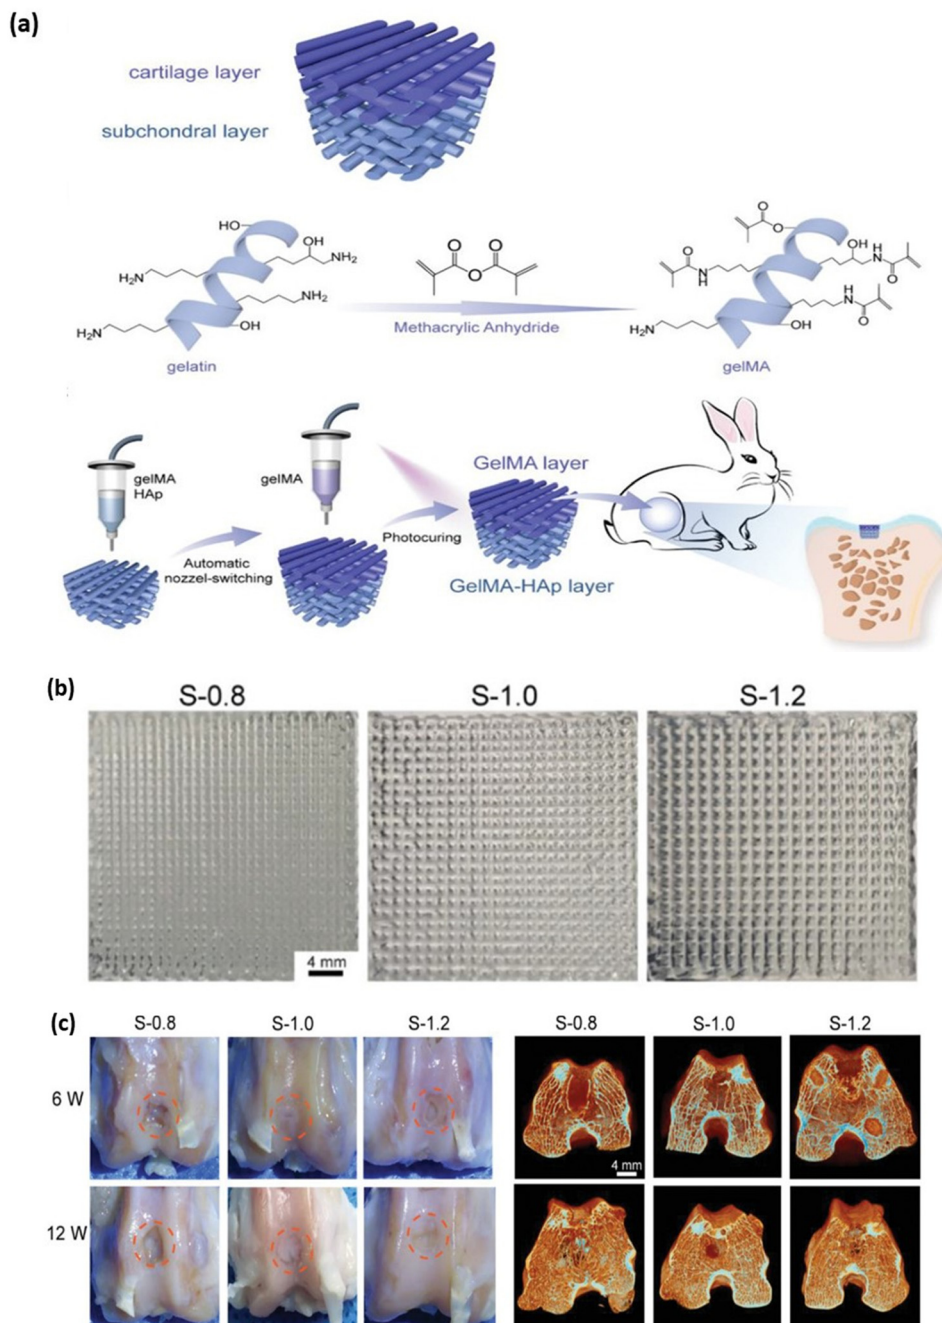 (a)
cartilage layer
subchondral layer
HO
OH
NH₂
H₂N
NH₂
H₂N
OH
gelatin
O O
O
Methacrylic Anhydride
O
O
OH
H
N
O
N
H
O
H
N
O
H₂N
OH
gelMA
gelMA
HAp
Automatic
nozzel-switching
gelMA
Photocuring
GelMA layer
GelMA-HAp layer
(b)
S-0.8
S-1.0
S-1.2
4 mm
(c)
S-0.8
S-1.0
S-1.2
S-0.8
S-1.0
S-1.2
6 W
4 mm
12 W